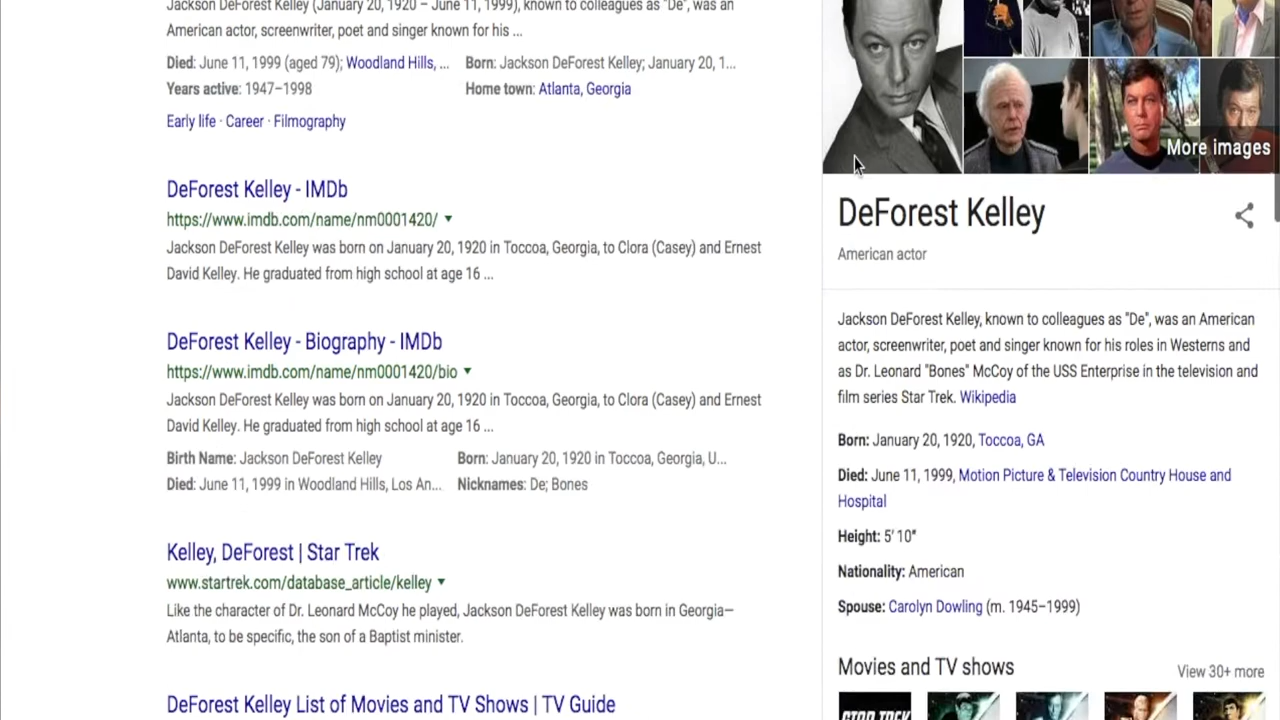 Jackson DeForest Kelley (January 20, 1920 – June 11, 1999), known to colleagues as "De", was an
American actor, screenwriter, poet and singer known for his ...
Died: June 11, 1999 (aged 79); Woodland Hills, ...
Born: Jackson DeForest Kelley; January 20, 1...
Years active: 1947–1998
Home town: Atlanta, Georgia
Early life · Career · Filmography
DeForest Kelley - IMDb
https://www.imdb.com/name/nm0001420/
Jackson DeForest Kelley was born on January 20, 1920 in Toccoa, Georgia, to Clora (Casey) and Ernest
David Kelley. He graduated from high school at age 16 ...
DeForest Kelley - Biography - IMDb
https://www.imdb.com/name/nm0001420/bio
Jackson DeForest Kelley was born on January 20, 1920 in Toccoa, Georgia, to Clora (Casey) and Ernest
David Kelley. He graduated from high school at age 16 ...
Birth Name: Jackson DeForest Kelley
Born: January 20, 1920 in Toccoa, Georgia, U...
Died: June 11, 1999 in Woodland Hills, Los An...
Nicknames: De; Bones
Kelley, DeForest | Star Trek
www.startrek.com/database_article/kelley
Like the character of Dr. Leonard McCoy he played, Jackson DeForest Kelley was born in Georgia—
Atlanta, to be specific, the son of a Baptist minister.
DeForest Kelley List of Movies and TV Shows | TV Guide
More images
DeForest Kelley
American actor
Jackson DeForest Kelley, known to colleagues as "De", was an American
actor, screenwriter, poet and singer known for his roles in Westerns and
as Dr. Leonard "Bones" McCoy of the USS Enterprise in the television and
film series Star Trek. Wikipedia
Born: January 20, 1920, Toccoa, GA
Died: June 11, 1999, Motion Picture & Television Country House and
Hospital
Height: 5′ 10″
Nationality: American
Spouse: Carolyn Dowling (m. 1945–1999)
Movies and TV shows
View 30+ more
STAR TREK